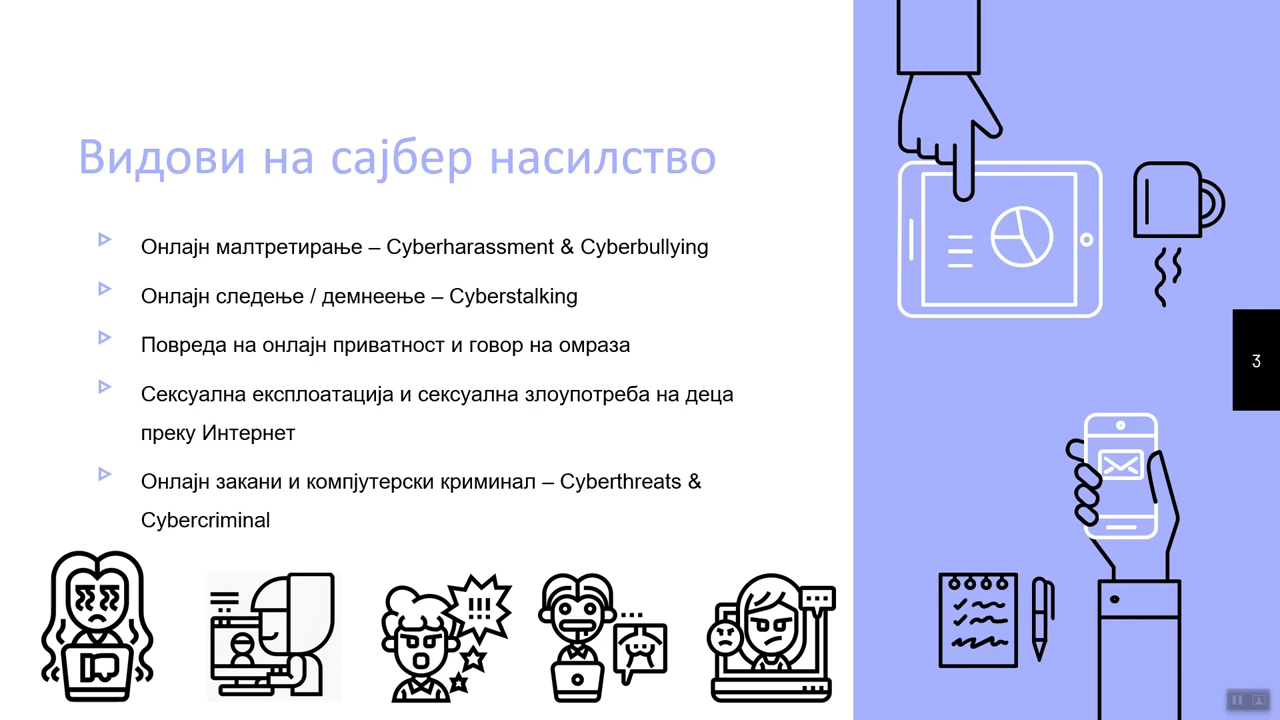 Видови на сајбер насилство
Онлајн малтретирање – Cyberharassment & Cyberbullying
Онлајн следење / демнеење – Cyberstalking
Повреда на онлајн приватност и говор на омраза
Сексуална експлоатација и сексуална злоупотреба на деца
преку Интернет
Онлајн закани и компјутерски криминал – Cyberthreats &
Cybercriminal
!!!
3